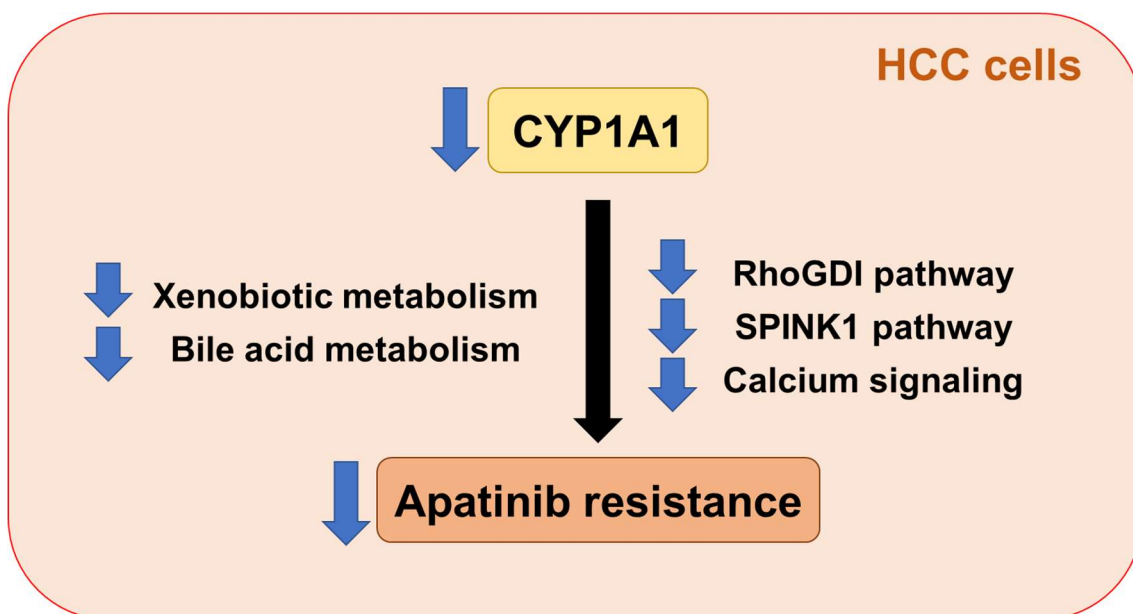 HCC cells
CYP1A1
Xenobiotic metabolism
Bile acid metabolism
RhoGDI pathway
SPINK1 pathway
Calcium signaling
Apatinib resistance